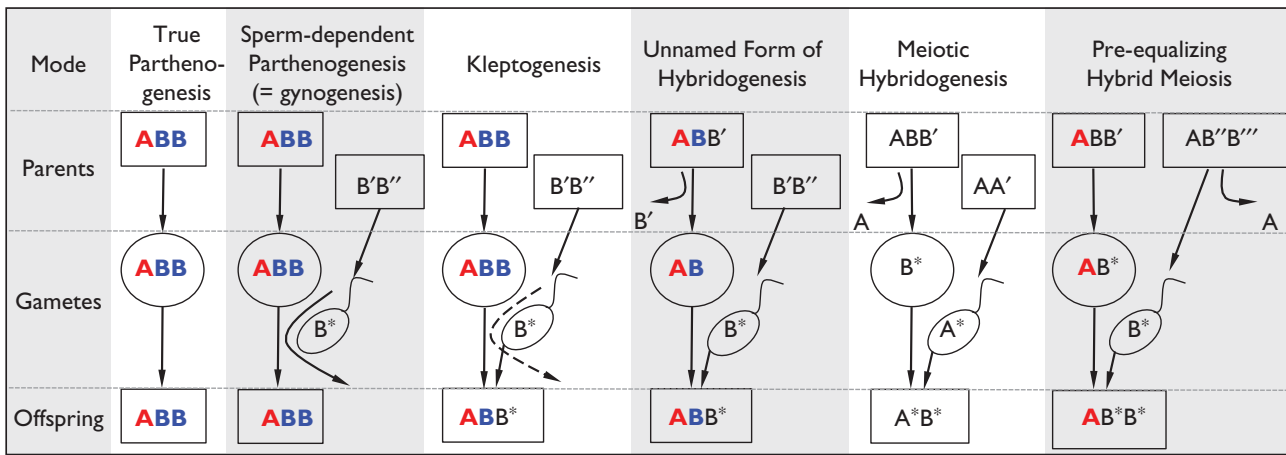 Mode
True
Partheno-
genesis
Sperm-dependent
Parthenogenesis
(= gynogenesis)
Kleptogenesis
Unnamed Form of
Hybridogenesis
Meiotic
Hybridogenesis
Pre-equalizing
Hybrid Meiosis
Parents
ABB
ABB
B′B″
ABB
B′B″
ABB′
B′B″
B′
ABB′
AA′
A
ABB′
AB″B‴
A
Gametes
ABB
ABB
B*
ABB
B*
AB
B*
B*
A*
AB*
B*
Offspring
ABB
ABB
ABB*
ABB*
A*B*
AB*B*